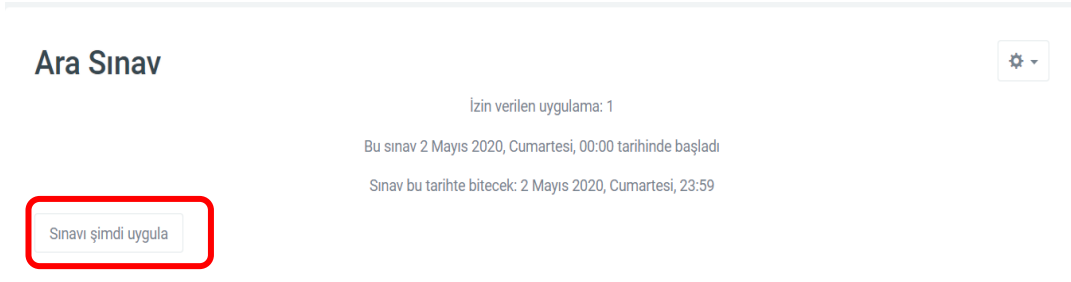 Ara Sınav
İzin verilen uygulama: 1
Bu sınav 2 Mayıs 2020, Cumartesi, 00:00 tarihinde başladı
Sınav bu tarihte bitecek: 2 Mayıs 2020, Cumartesi, 23:59
Sınavı şimdi uygula